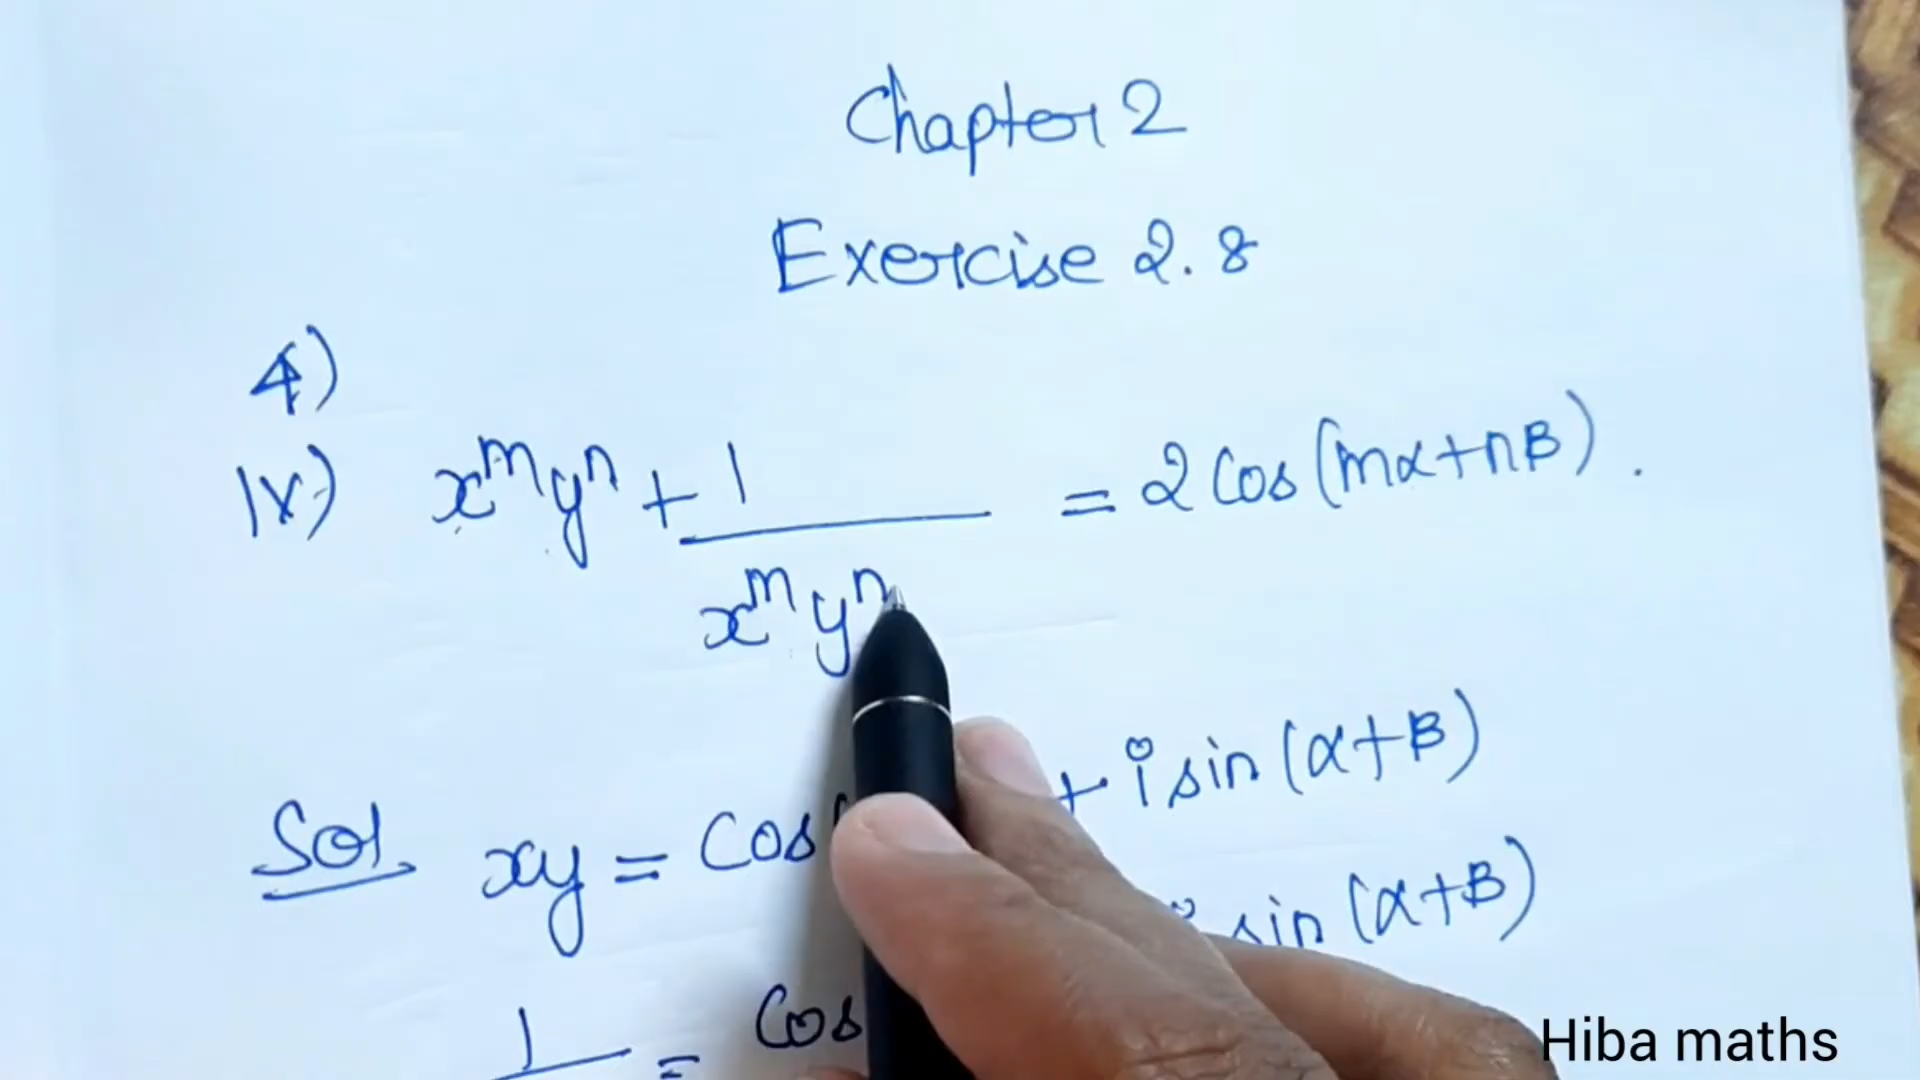 Chapter 2
Exercise 2.8
4)
iv) x^m y^n + 1/(x^m y^n) = 2 Cos (mα+nβ).
Sol xy = Cos + i sin (α+β)
1 = Cos sin (α+β)
Hiba maths